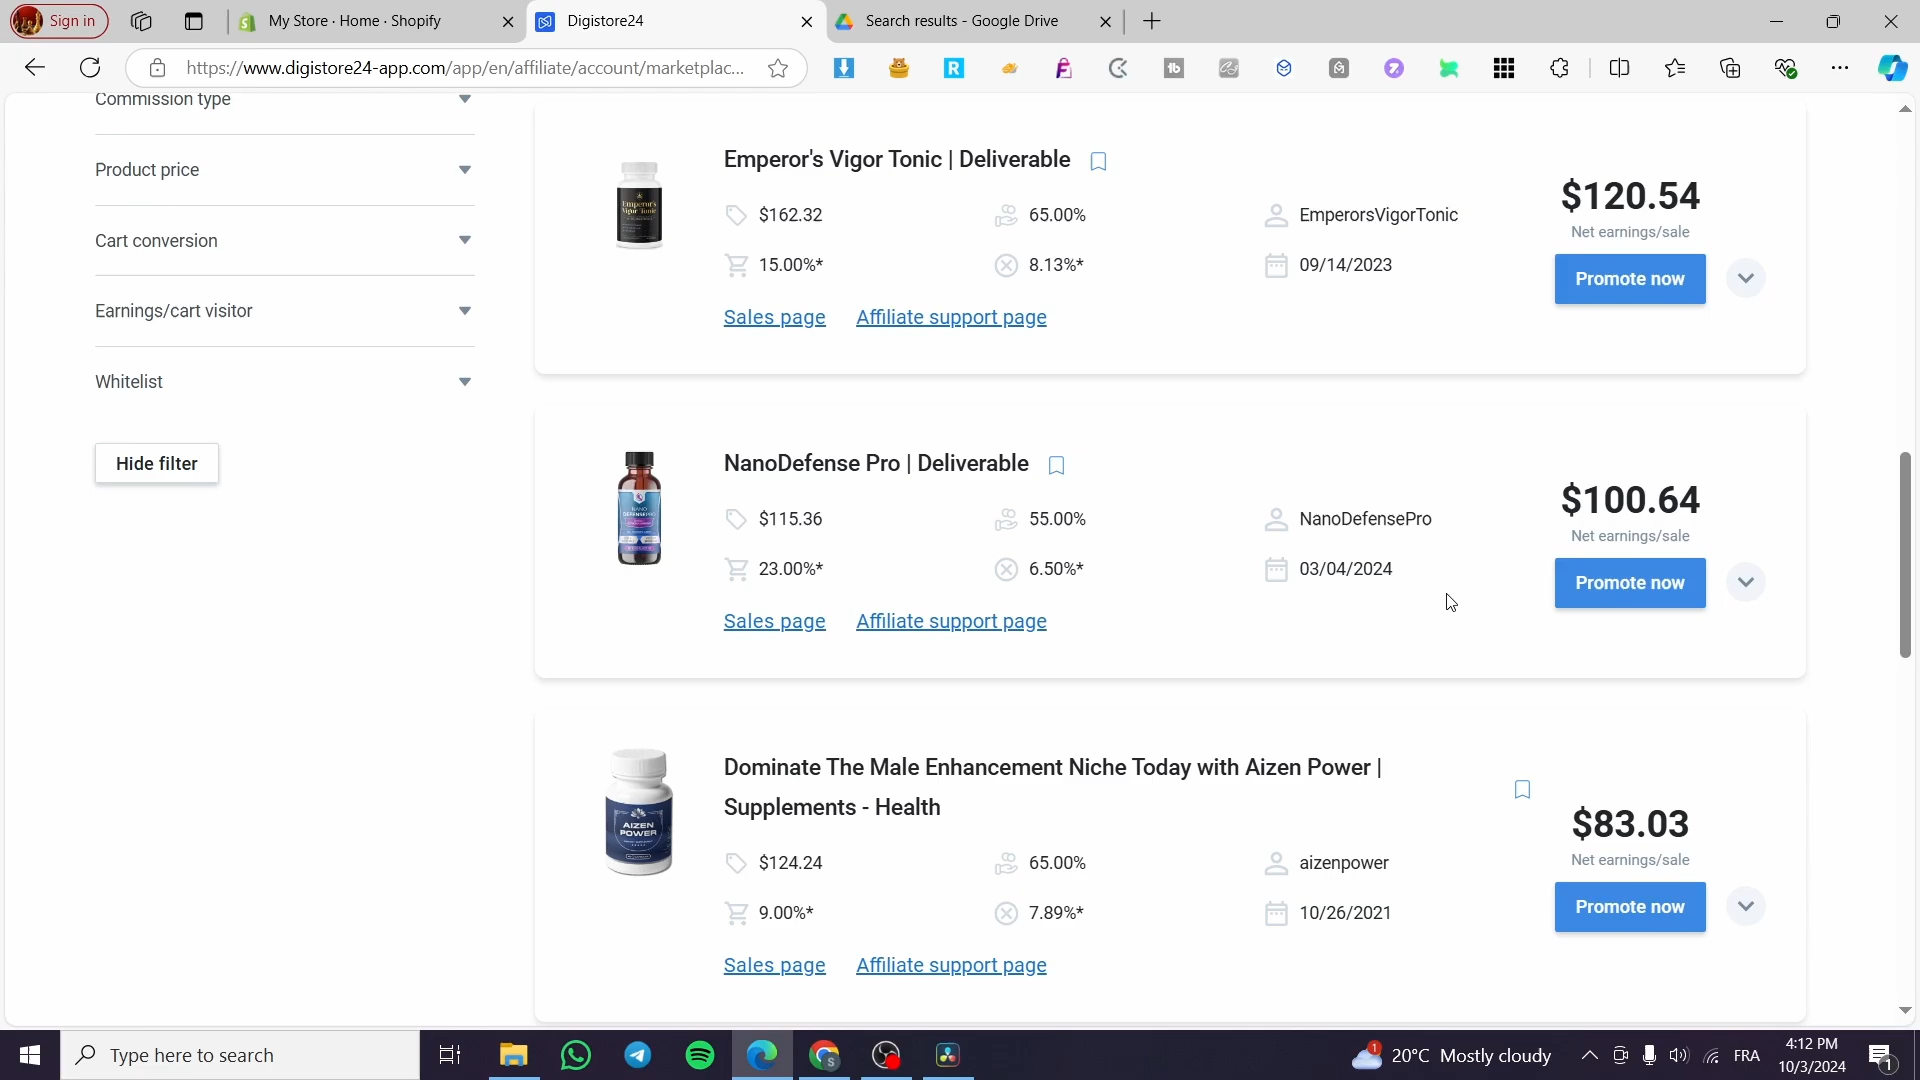 Sign in
My Store · Home · Shopify
Digistore24
Search results - Google Drive
https://www.digistore24-app.com/app/en/affiliate/account/marketplac...
Commission type
Product price
Cart conversion
Earnings/cart visitor
Whitelist
Hide filter
Emperor's Vigor Tonic | Deliverable
$162.32
65.00%
EmperorsVigorTonic
15.00%*
8.13%*
09/14/2023
Sales page
Affiliate support page
$120.54
Net earnings/sale
Promote now
NanoDefense Pro | Deliverable
$115.36
55.00%
NanoDefensePro
23.00%*
6.50%*
03/04/2024
Sales page
Affiliate support page
$100.64
Net earnings/sale
Promote now
AIZEN
POWER
Dominate The Male Enhancement Niche Today with Aizen Power |
Supplements - Health
$124.24
65.00%
aizenpower
9.00%*
7.89%*
10/26/2021
Sales page
Affiliate support page
$83.03
Net earnings/sale
Promote now
Type here to search
1
20°C Mostly cloudy
FRA
4:12 PM
10/3/2024
1